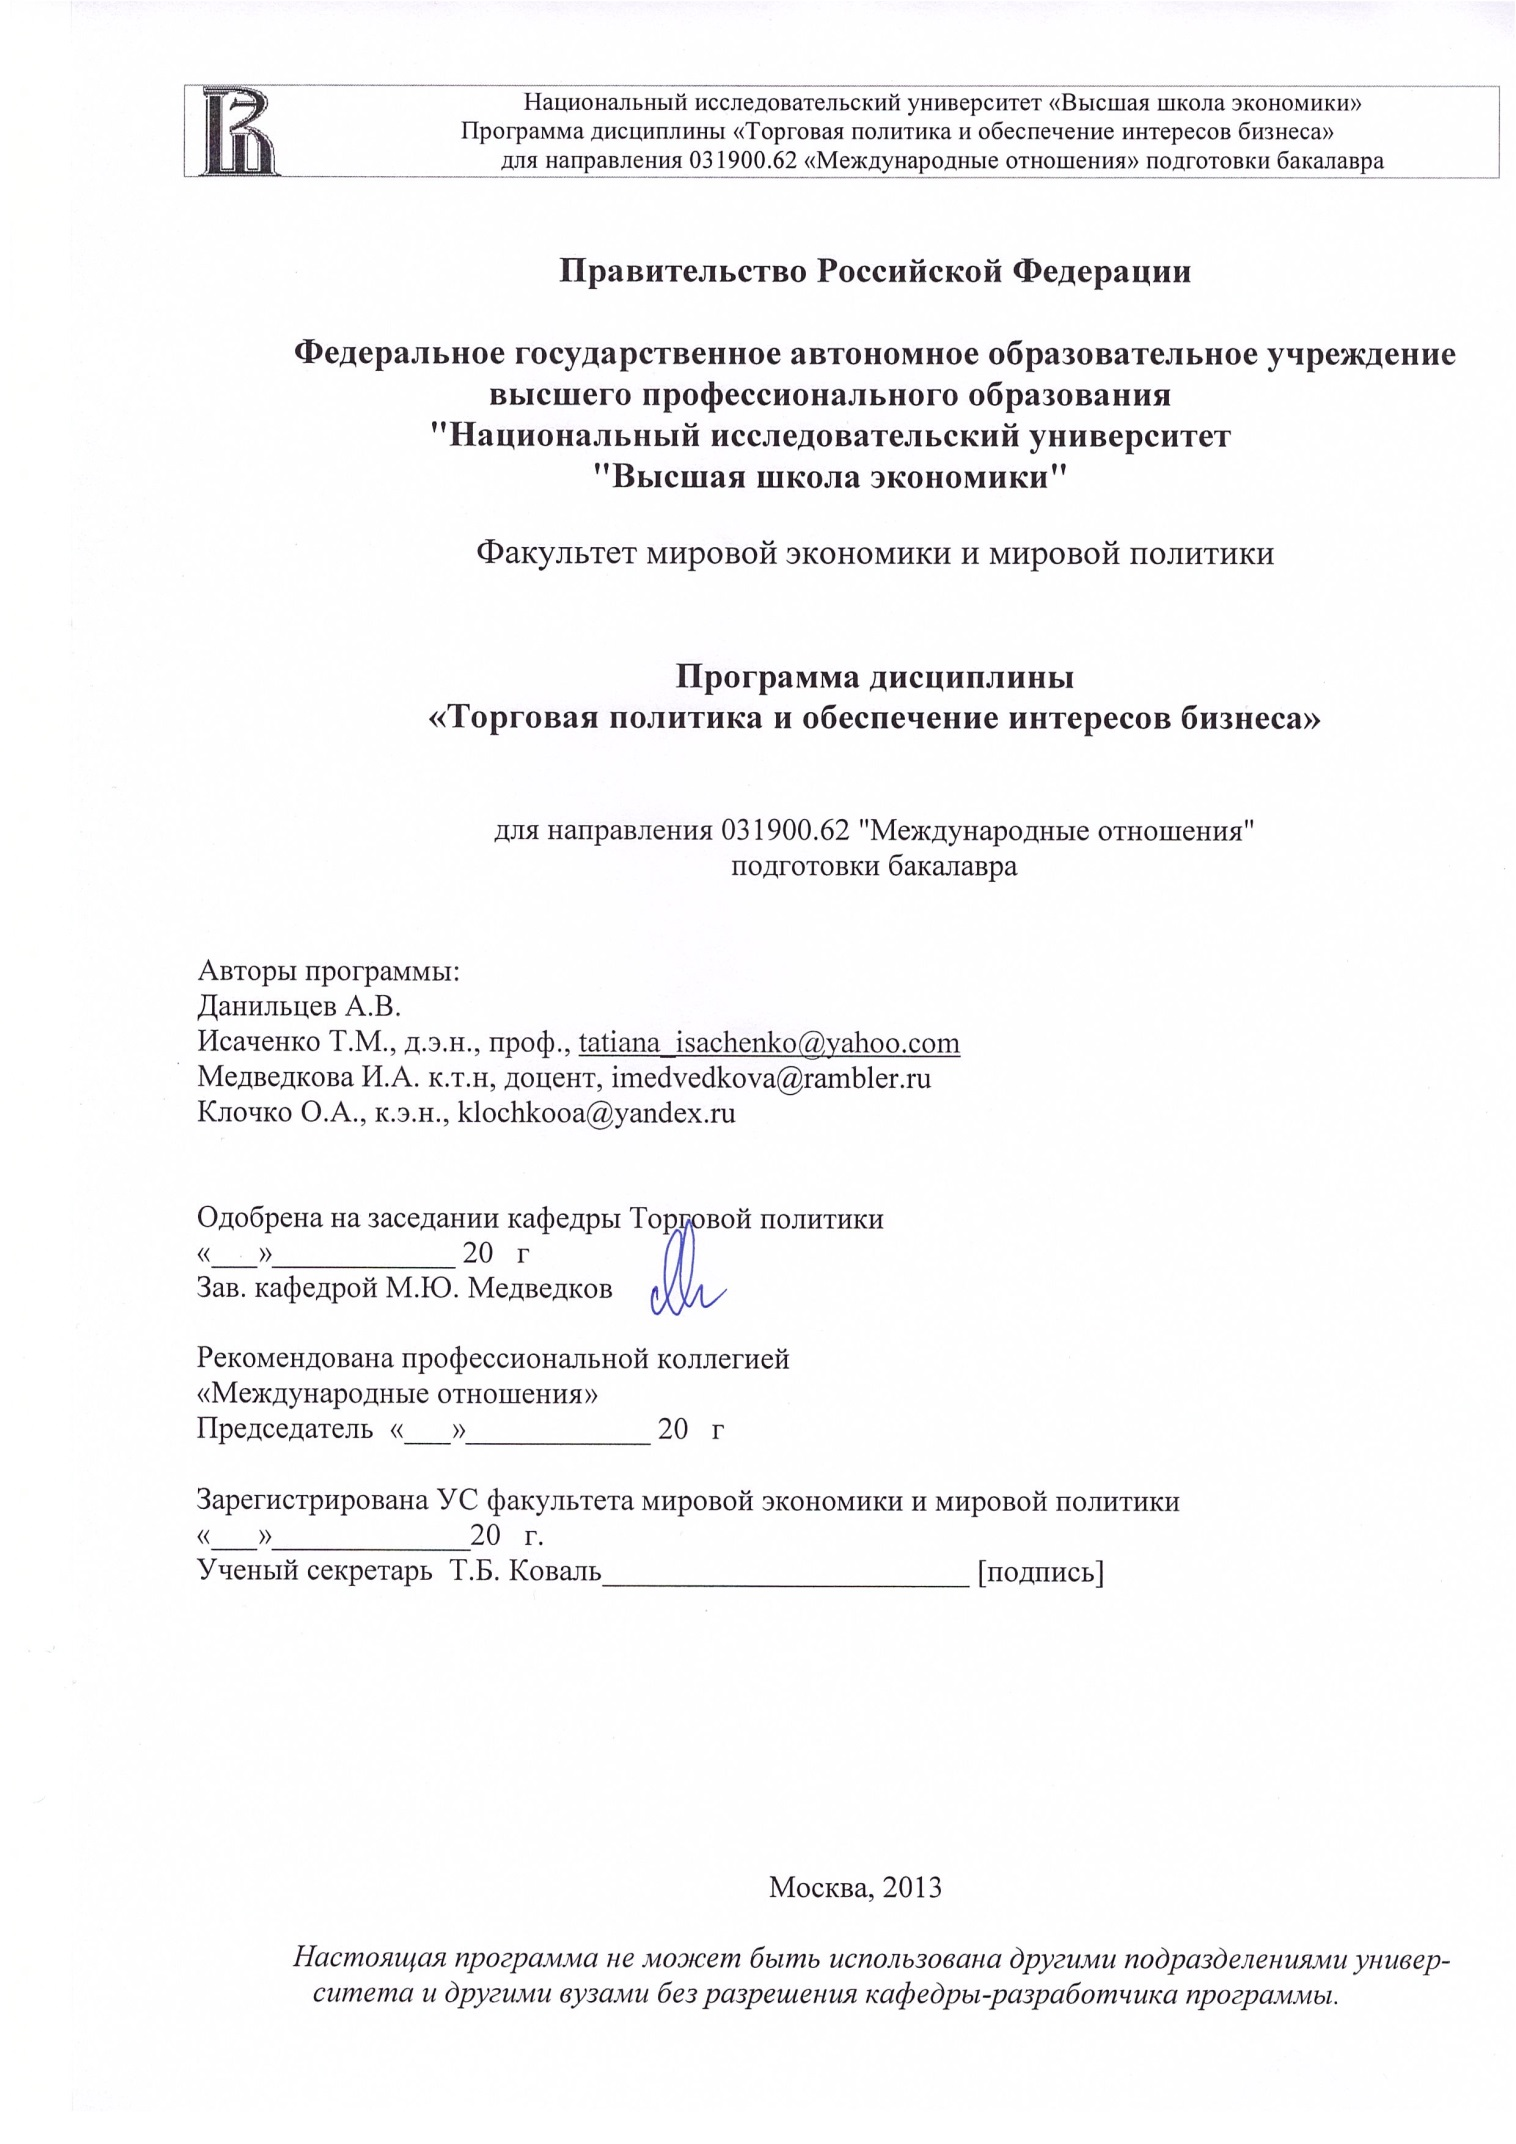 Национальный исследовательский университет «Высшая школа экономики»
Программа дисциплины «Торговая политика и обеспечение интересов бизнеса»
для направления 031900.62 «Международные отношения» подготовки бакалавра
Правительство Российской Федерации
Федеральное государственное автономное образовательное учреждение
высшего профессионального образования
"Национальный исследовательский университет
"Высшая школа экономики"
Факультет мировой экономики и мировой политики
Программа дисциплины
«Торговая политика и обеспечение интересов бизнеса»
для направления 031900.62 "Международные отношения"
подготовки бакалавра
Авторы программы:
Данильцев А.В.
Исаченко Т.М., д.э.н., проф., tatiana_isachenko@yahoo.com
Медведкова И.А. к.т.н, доцент, imedvedkova@rambler.ru
Клочко О.А., к.э.н., klochkooa@yandex.ru
Одобрена на заседании кафедры Торговой политики
«___»____________ 20   г
Зав. кафедрой М.Ю. Медведков
Рекомендована профессиональной коллегией
«Международные отношения»
Председатель  «___»____________ 20   г
Зарегистрирована УС факультета мировой экономики и мировой политики
«___»_____________20   г.
Ученый секретарь  Т.Б. Коваль________________________ [подпись]
Москва, 2013
Настоящая программа не может быть использована другими подразделениями универ-
ситета и другими вузами без разрешения кафедры-разработчика программы.